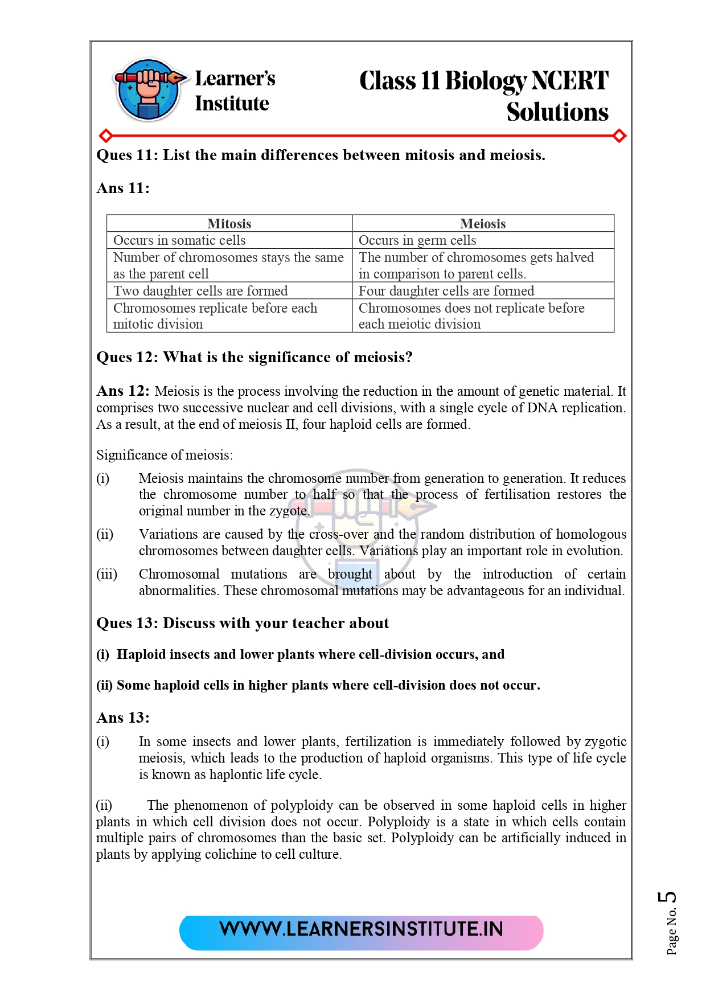 Learner's
Institute
Class 11 Biology NCERT
Solutions
Ques 11: List the main differences between mitosis and meiosis.
Ans 11:
Mitosis Meiosis
Occurs in somatic cells Occurs in germ cells
Number of chromosomes stays the same as the parent cell The number of chromosomes gets halved in comparison to parent cells.
Two daughter cells are formed Four daughter cells are formed
Chromosomes replicate before each mitotic division Chromosomes does not replicate before each meiotic division
Ques 12: What is the significance of meiosis?
Ans 12: Meiosis is the process involving the reduction in the amount of genetic material. It
comprises two successive nuclear and cell divisions, with a single cycle of DNA replication.
As a result, at the end of meiosis II, four haploid cells are formed.
Significance of meiosis:
(i) Meiosis maintains the chromosome number from generation to generation. It reduces
the chromosome number to half so that the process of fertilisation restores the
original number in the zygote.
(ii) Variations are caused by the cross-over and the random distribution of homologous
chromosomes between daughter cells. Variations play an important role in evolution.
(iii) Chromosomal mutations are brought about by the introduction of certain
abnormalities. These chromosomal mutations may be advantageous for an individual.
Ques 13: Discuss with your teacher about
(i) Haploid insects and lower plants where cell-division occurs, and
(ii) Some haploid cells in higher plants where cell-division does not occur.
Ans 13:
(i) In some insects and lower plants, fertilization is immediately followed by zygotic
meiosis, which leads to the production of haploid organisms. This type of life cycle
is known as haplontic life cycle.
(ii) The phenomenon of polyploidy can be observed in some haploid cells in higher
plants in which cell division does not occur. Polyploidy is a state in which cells contain
multiple pairs of chromosomes than the basic set. Polyploidy can be artificially induced in
plants by applying colichine to cell culture.
WWW.LEARNERSINSTITUTE.IN
Page No. 5